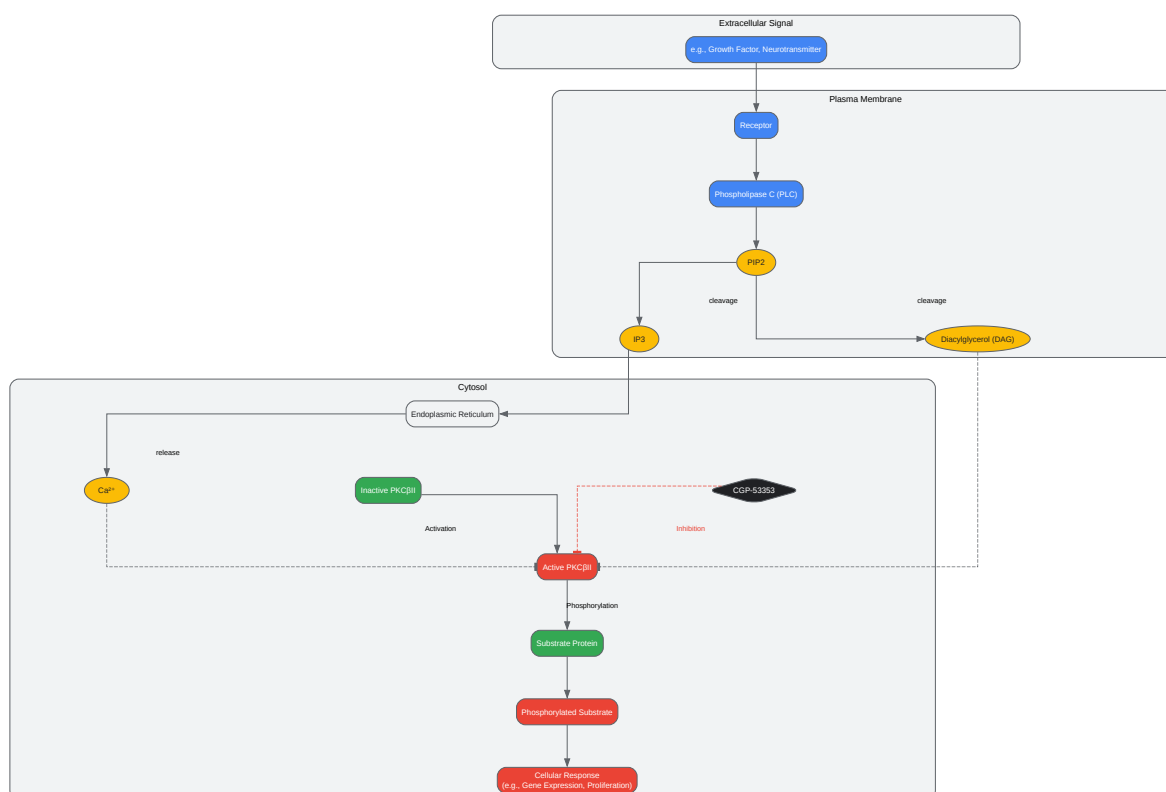 Extracellular Signal
e.g., Growth Factor, Neurotransmitter
Plasma Membrane
Receptor
Phospholipase C (PLC)
PIP2
cleavage
cleavage
IP3
Diacylglycerol (DAG)
Cytosol
Endoplasmic Reticulum
release
Ca²⁺
Inactive PKCβII
CGP-53353
Activation
Inhibition
Active PKCβII
Phosphorylation
Substrate Protein
Phosphorylated Substrate
Cellular Response
(e.g., Gene Expression, Proliferation)